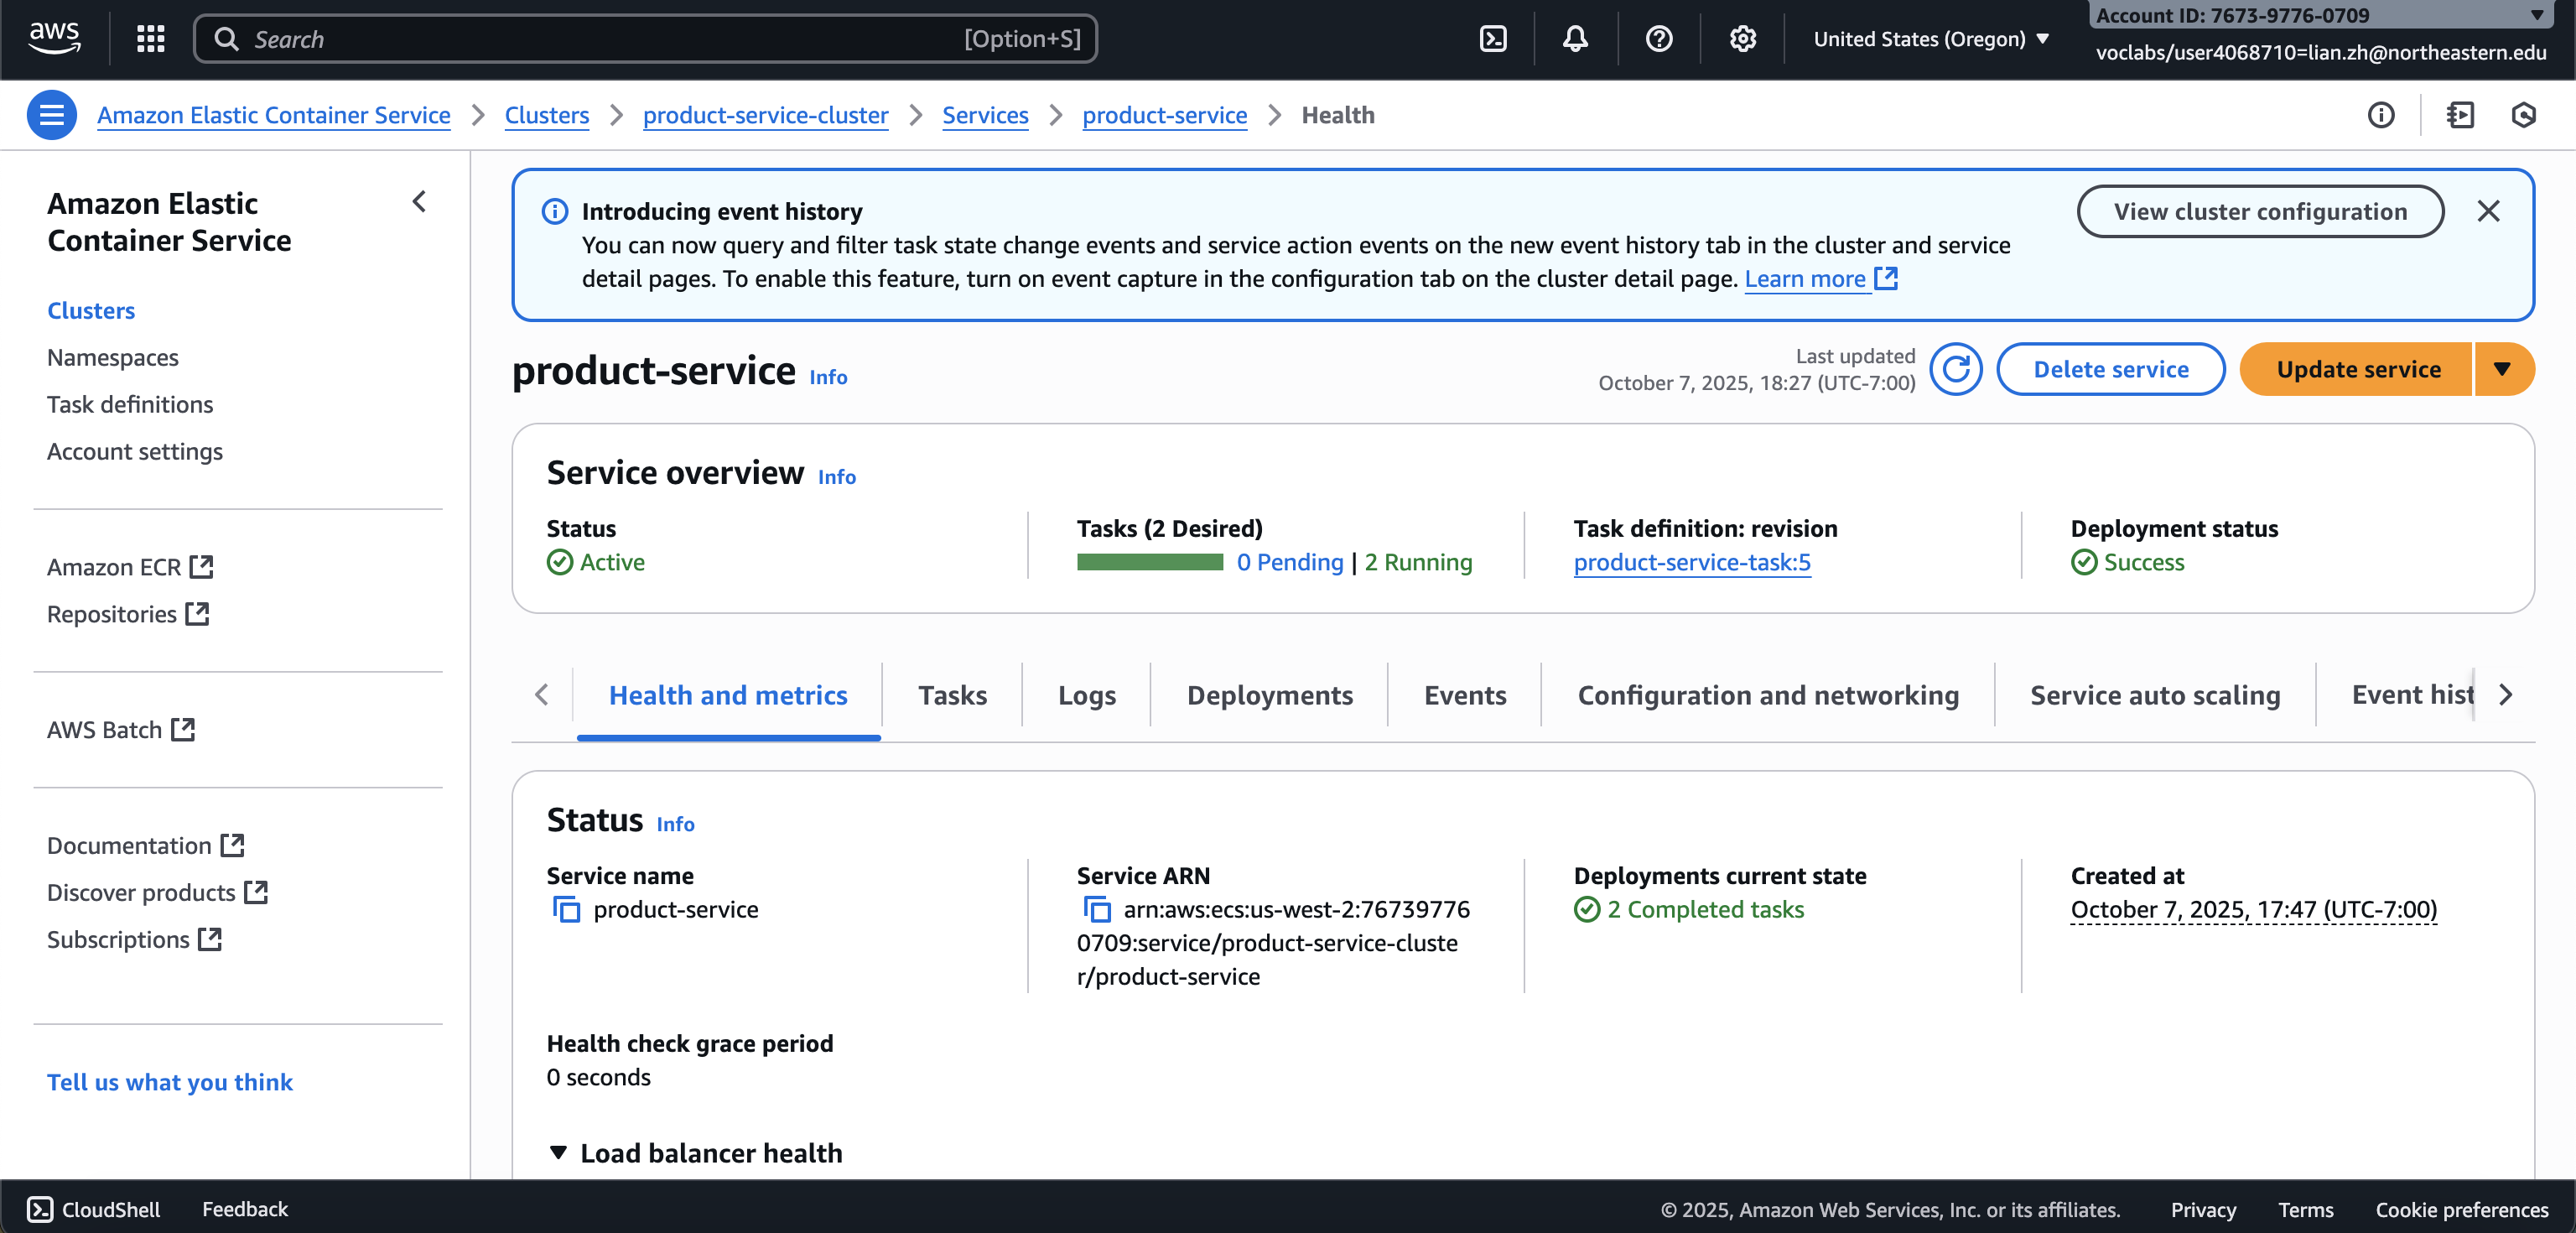 aws
Search [Option+S]
United States (Oregon)
Account ID: 7673-9776-0709
voclabs/user4068710=lian.zh@northeastern.edu
Amazon Elastic Container Service
Clusters
product-service-cluster
Services
product-service
Health
Amazon Elastic
Container Service
Clusters
Namespaces
Task definitions
Account settings
Amazon ECR
Repositories
AWS Batch
Documentation
Discover products
Subscriptions
Tell us what you think
Introducing event history
You can now query and filter task state change events and service action events on the new event history tab in the cluster and service
detail pages. To enable this feature, turn on event capture in the configuration tab on the cluster detail page. Learn more
View cluster configuration
product-service Info
Last updated
October 7, 2025, 18:27 (UTC-7:00)
Delete service
Update service
Service overview Info
Status
Active
Tasks (2 Desired)
0 Pending | 2 Running
Task definition: revision
product-service-task:5
Deployment status
Success
Health and metrics
Tasks
Logs
Deployments
Events
Configuration and networking
Service auto scaling
Event hist
Status Info
Service name
product-service
Service ARN
arn:aws:ecs:us-west-2:76739776
0709:service/product-service-cluste
r/product-service
Deployments current state
2 Completed tasks
Created at
October 7, 2025, 17:47 (UTC-7:00)
Health check grace period
0 seconds
Load balancer health
CloudShell
Feedback
© 2025, Amazon Web Services, Inc. or its affiliates.
Privacy
Terms
Cookie preferences